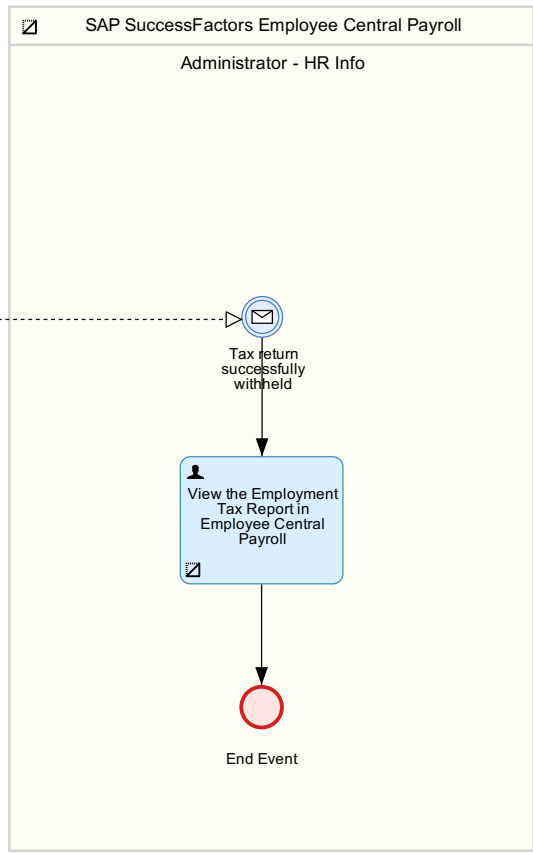 SAP SuccessFactors Employee Central Payroll
Administrator - HR Info
Tax return
successfully
withheld
View the Employment
Tax Report in
Employee Central
Payroll
End Event